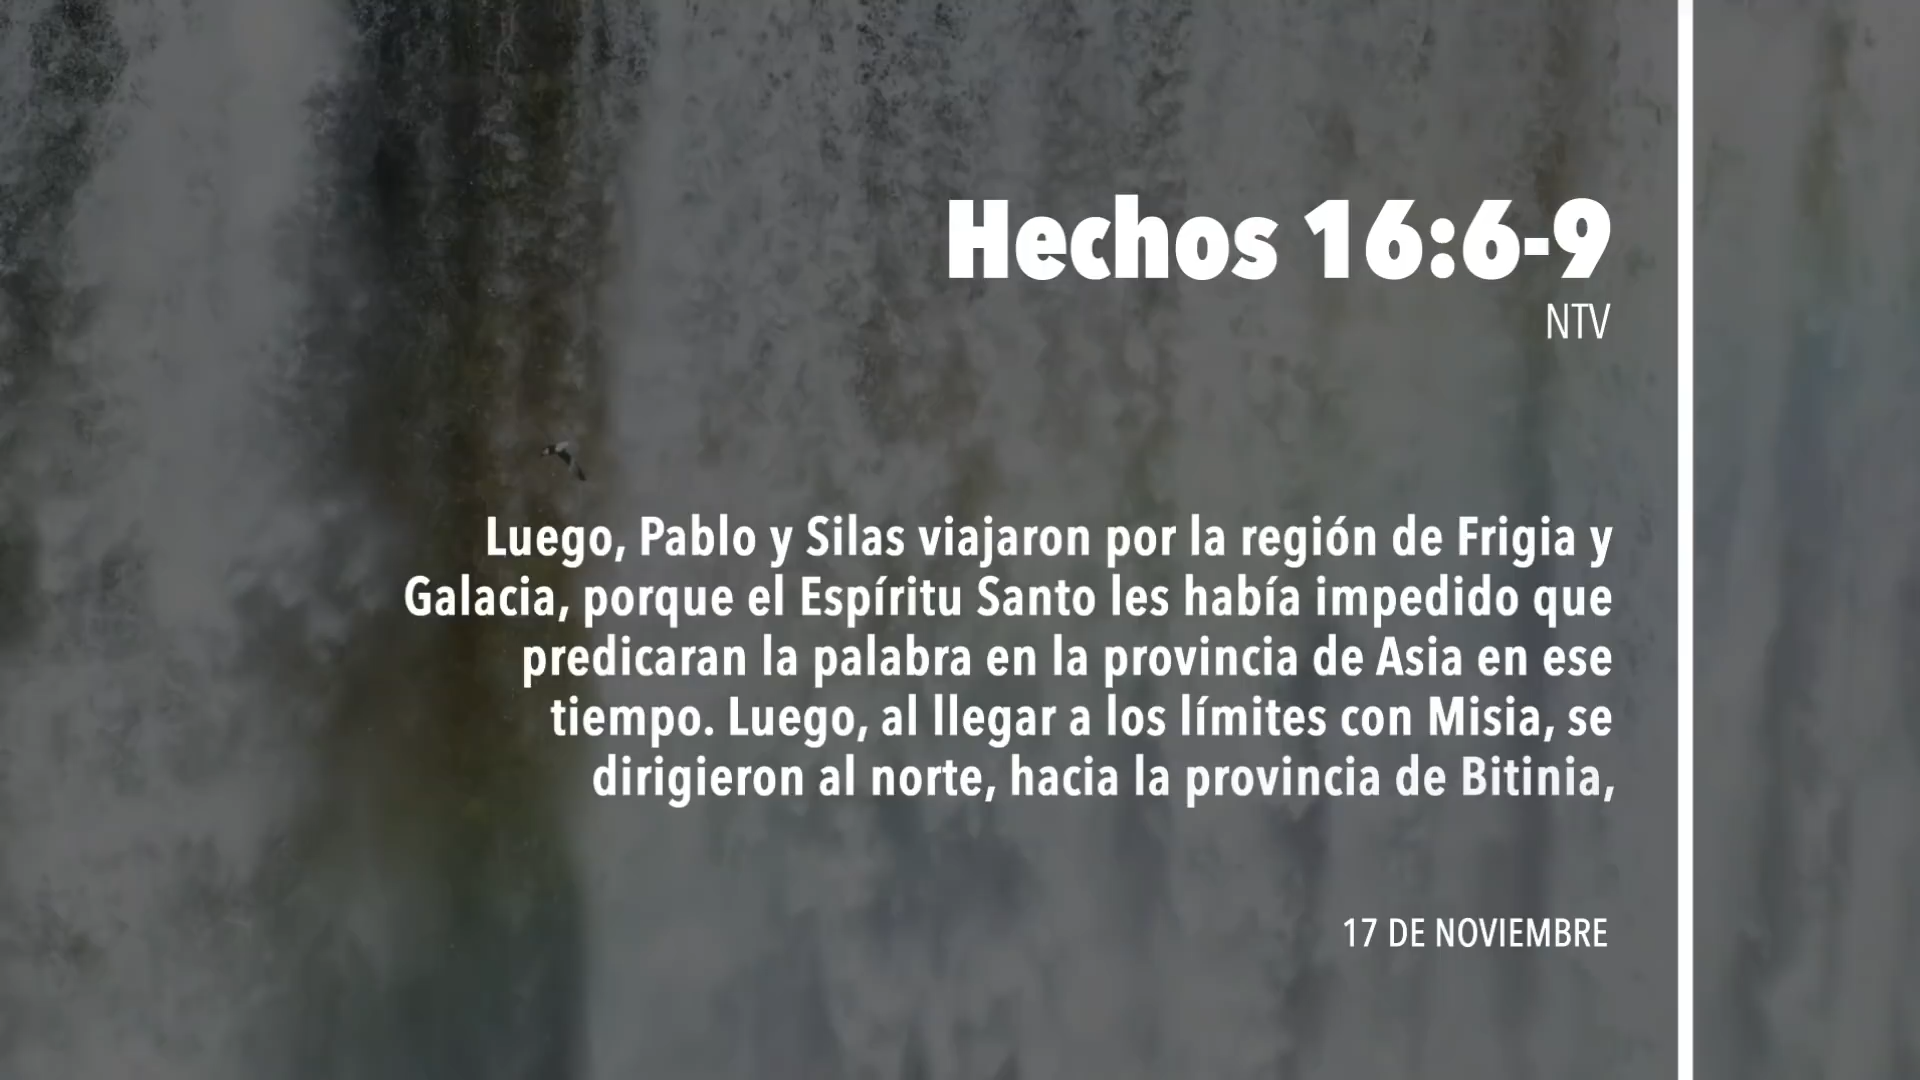 Hechos 16:6-9
NTV
Luego, Pablo y Silas viajaron por la región de Frigia y
Galacia, porque el Espíritu Santo les había impedido que
predicaran la palabra en la provincia de Asia en ese
tiempo. Luego, al llegar a los límites con Misia, se
dirigieron al norte, hacia la provincia de Bitinia,
17 DE NOVIEMBRE